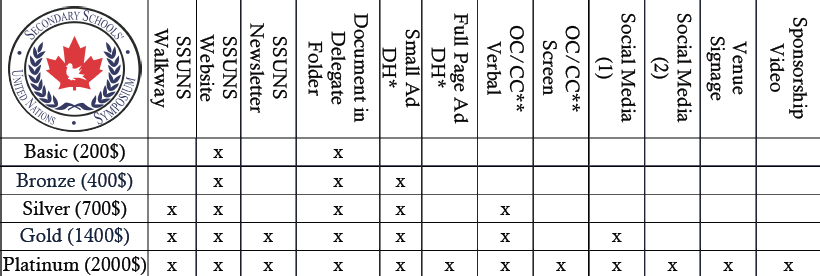 SECONDARY SCHOOLS'
UNITED NATIONS • SYMPOSIUM •
SSUNS
Walkway
SSUNS
Website
SSUNS
Newsletter
Document in
Delegate
Folder
Small Ad
DH*
Full Page Ad
DH*
OC/CC**
Verbal
OC/CC**
Screen
Social Media
(1)
Social Media
(2)
Venue
Signage
Sponsorship
Video
Basic (200$) x x
Bronze (400$) x x x
Silver (700$) x x x x x
Gold (1400$) x x x x x x x
Platinum (2000$) x x x x x x x x x x x x